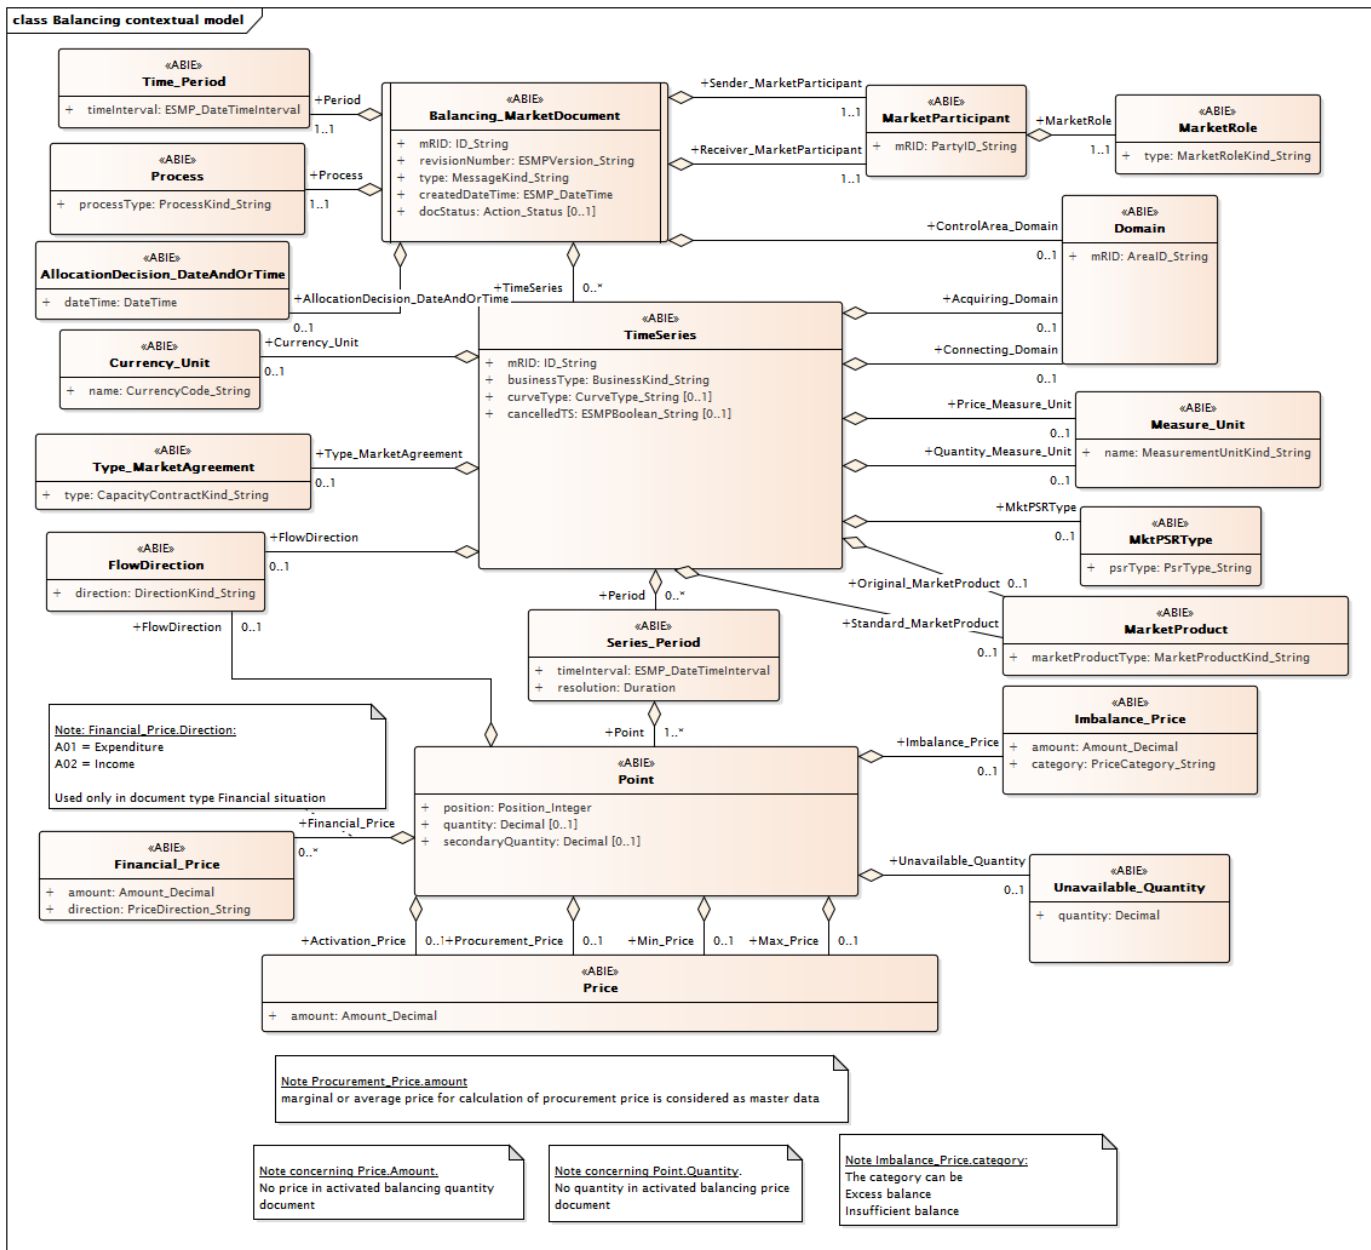 class Balancing contextual model
«ABIE»
Time_Period
+ timeInterval: ESMP_DateTimeInterval
+Period
1..1
«ABIE»
Balancing_MarketDocument
+ mRID: ID_String
+ revisionNumber: ESMPVersion_String
+ type: MessageKind_String
+ createdDateTime: ESMP_DateTime
+ docStatus: Action_Status [0..1]
+Sender_MarketParticipant
1..1
+Receiver_MarketParticipant
1..1
«ABIE»
MarketParticipant
+ mRID: PartyID_String
+MarketRole
1..1
«ABIE»
MarketRole
+ type: MarketRoleKind_String
«ABIE»
Process
+ processType: ProcessKind_String
+Process
1..1
«ABIE»
AllocationDecision_DateAndOrTime
+ dateTime: DateTime
+AllocationDecision_DateAndOrTime
0..1
+TimeSeries
0..*
+ControlArea_Domain
0..1
«ABIE»
Domain
+ mRID: AreaID_String
+Acquiring_Domain
0..1
+Connecting_Domain
0..1
«ABIE»
TimeSeries
+ mRID: ID_String
+ businessType: BusinessKind_String
+ curveType: CurveType_String [0..1]
+ cancelledTS: ESMPBoolean_String [0..1]
«ABIE»
Currency_Unit
+ name: CurrencyCode_String
+Currency_Unit
0..1
+Price_Measure_Unit
0..1
+Quantity_Measure_Unit
0..1
«ABIE»
Measure_Unit
+ name: MeasurementUnitKind_String
«ABIE»
Type_MarketAgreement
+ type: CapacityContractKind_String
+Type_MarketAgreement
0..1
+MktPSRType
0..1
«ABIE»
MktPSRType
+ psrType: PsrType_String
«ABIE»
FlowDirection
+ direction: DirectionKind_String
+FlowDirection
0..1
+FlowDirection
0..1
+Original_MarketProduct
0..1
+Standard_MarketProduct
0..1
«ABIE»
MarketProduct
+ marketProductType: MarketProductKind_String
+Period
0..*
«ABIE»
Series_Period
+ timeInterval: ESMP_DateTimeInterval
+ resolution: Duration
+Point
1..*
Note: Financial_Price.Direction:
A01 = Expenditure
A02 = Income
Used only in document type Financial situation
«ABIE»
Point
+ position: Position_Integer
+ quantity: Decimal [0..1]
+ secondaryQuantity: Decimal [0..1]
+Imbalance_Price
0..1
«ABIE»
Imbalance_Price
+ amount: Amount_Decimal
+ category: PriceCategory_String
+Financial_Price
0..*
«ABIE»
Financial_Price
+ amount: Amount_Decimal
+ direction: PriceDirection_String
+Unavailable_Quantity
0..1
«ABIE»
Unavailable_Quantity
+ quantity: Decimal
+Activation_Price
0..1
+Procurement_Price
0..1
+Min_Price
0..1
+Max_Price
0..1
«ABIE»
Price
+ amount: Amount_Decimal
Note Procurement_Price.amount
marginal or average price for calculation of procurement price is considered as master data
Note concerning Price.Amount.
No price in activated balancing quantity
document
Note concerning Point.Quantity.
No quantity in activated balancing price
document
Note Imbalance_Price.category:
The category can be
Excess balance
Insufficient balance